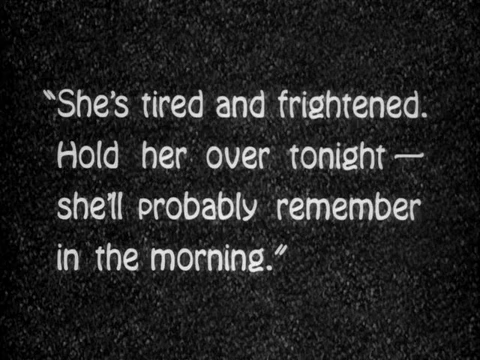 "She's tired and frightened.
Hold her over tonight —
she'll probably remember
in the morning."